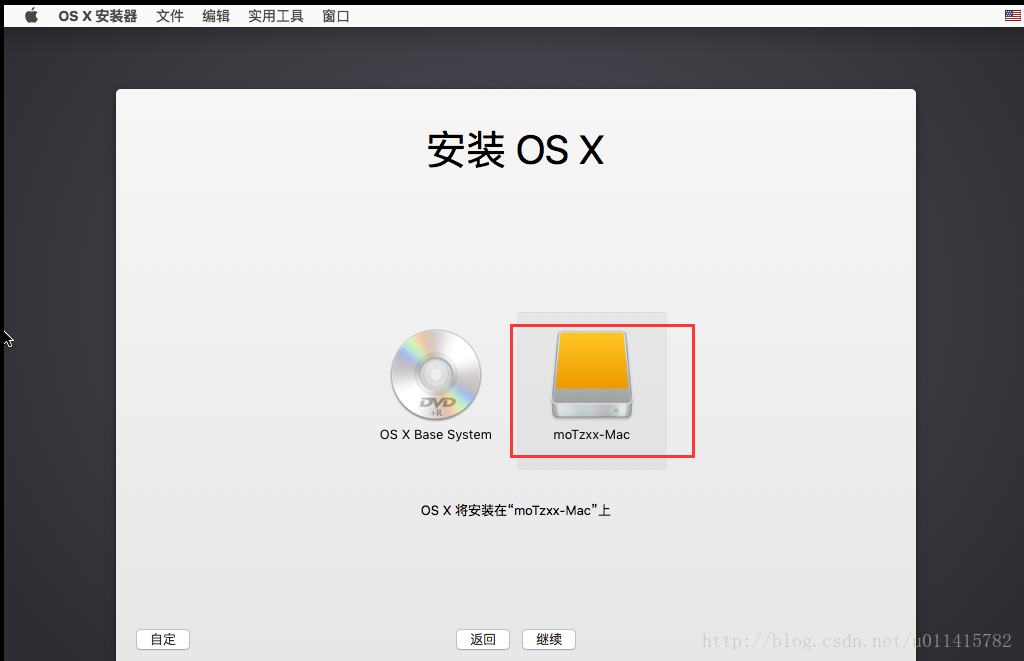 OS X 安装器 文件 编辑 实用工具 窗口
安装 OS X
DVD
+R
OS X Base System moTzxx-Mac
OS X 将安装在“moTzxx-Mac”上
自定 返回 继续
http://blog.csdn.net/u011415782